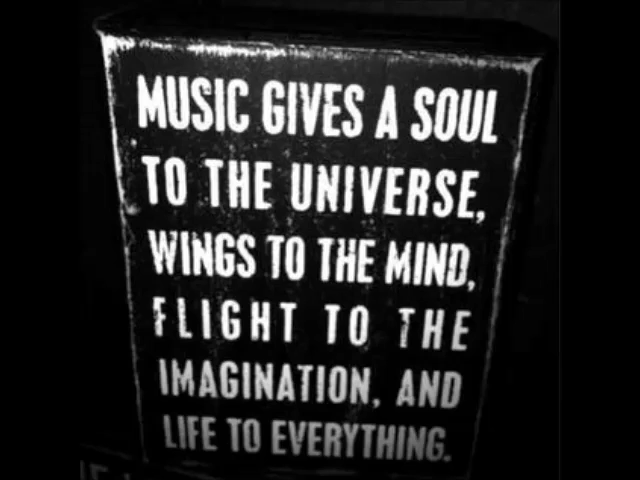 MUSIC GIVES A SOUL
TO THE UNIVERSE,
WINGS TO THE MIND,
FLIGHT TO THE
IMAGINATION, AND
LIFE TO EVERYTHING.